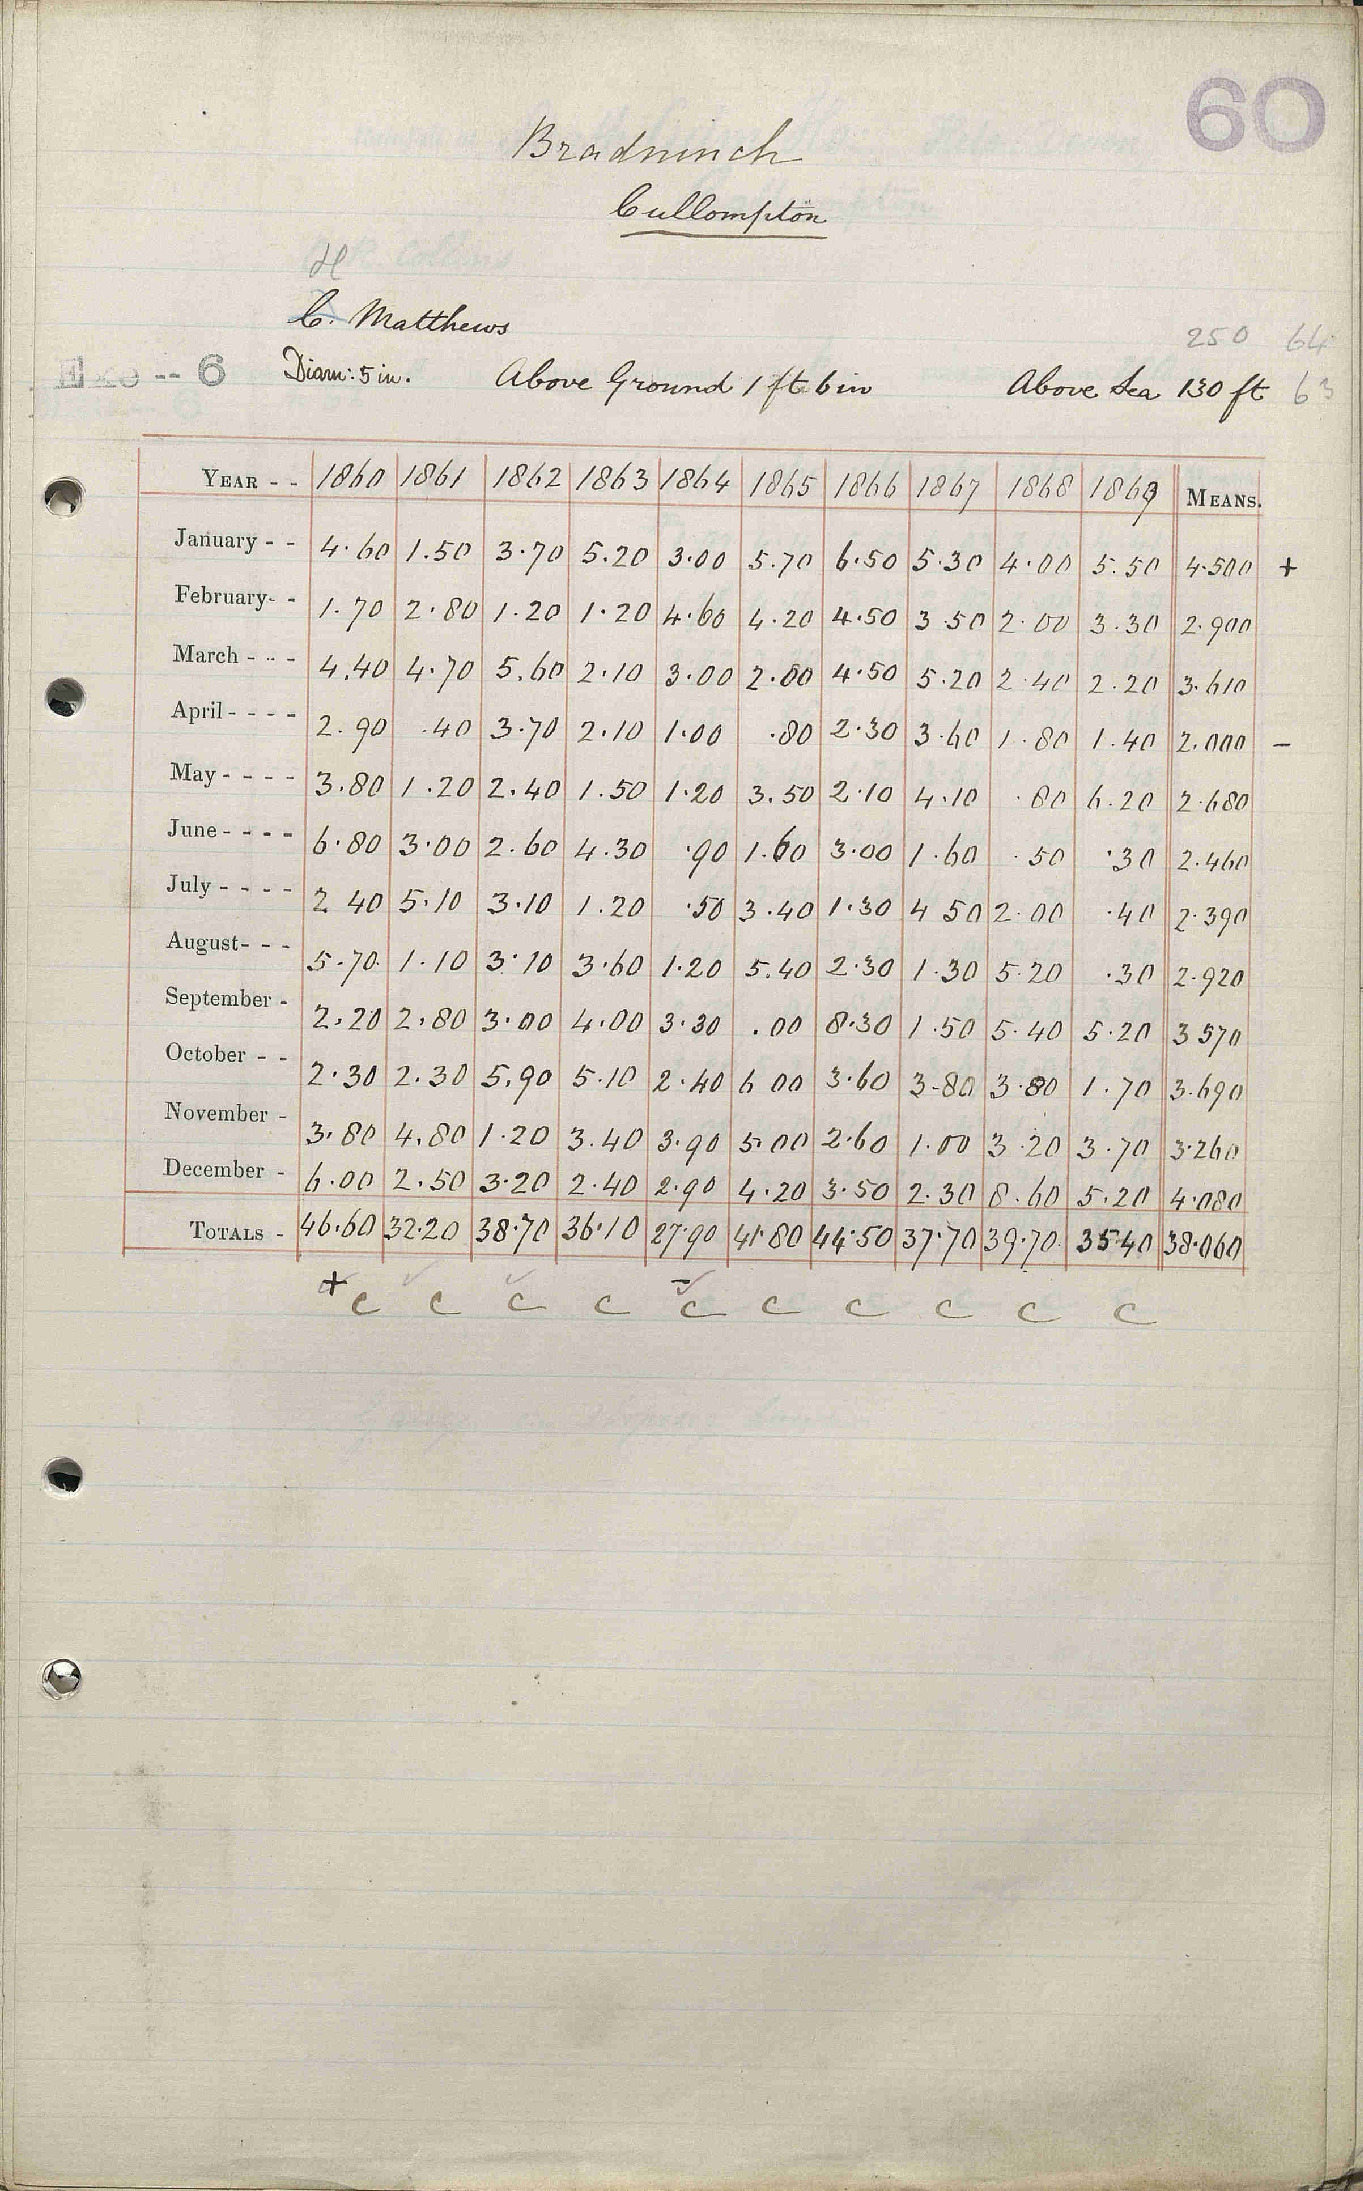 60
Bradninch
Cullompton
H
C. Matthews
250 64
Exe -- 6 Diam: 5 in. Above Ground 1 ft 6 in Above Sea 130 ft 63
YEAR - - 1860 1861 1862 1863 1864 1865 1866 1867 1868 1869 MEANS.
January - - 4.60 1.50 3.70 5.20 3.00 5.70 6.50 5.30 4.00 5.50 4.500 +
February- - 1.70 2.80 1.20 1.20 4.60 4.20 4.50 3 50 2.00 3.30 2.900
March - - - 4.40 4.70 5.60 2.10 3.00 2.80 4.50 5.20 2.40 2.20 3.610
April - - - - 2.90 .40 3.70 2.10 1.00 .80 2.30 3.60 1.80 1.40 2.000 -
May - - - - 3.80 1.20 2.40 1.50 1.20 3.50 2.10 4.10 .80 6.20 2.680
June - - - - 6.80 3.00 2.60 4.30 .90 1.60 3.00 1.60 .50 .30 2.460
July - - - - 2 40 5.10 3.10 1.20 .50 3.40 1.30 4 50 2.00 .40 2.390
August- - - 5.70 1.10 3.10 3.60 1.20 5.40 2.30 1.30 5.20 .30 2.920
September - 2.20 2.80 3.00 4.00 3.30 .00 8.30 1.50 5.40 5.20 3 570
October - - 2.30 2.30 5.90 5.10 2.40 6 00 3.60 3.80 3.80 1.70 3.690
November - 3.80 4.80 1.20 3.40 3.90 5.00 2.60 1.00 3.20 3.70 3.260
December - 6.00 2.50 3.20 2.40 2.90 4.20 3.50 2.30 8.60 5.20 4.080
TOTALS - 46.60 32.20 38.70 36.10 27.90 41.80 44.50 37.70 39.70 35.40 38.060
+ -
c c c c c c c c c c